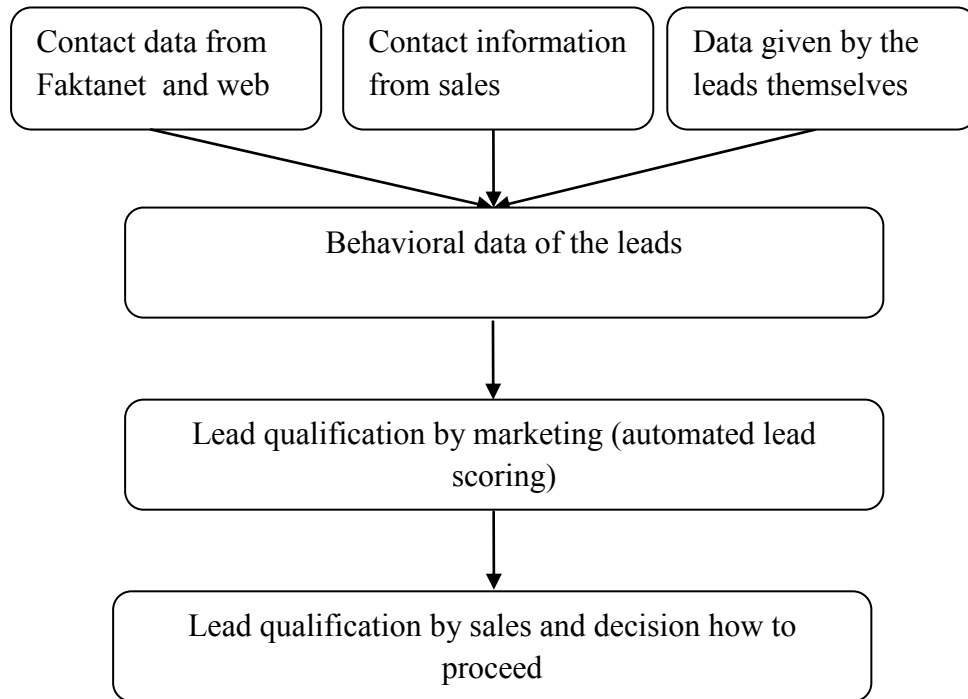 Contact data from
Faktanet and web
Contact information
from sales
Data given by the
leads themselves
Behavioral data of the leads
Lead qualification by marketing (automated lead
scoring)
Lead qualification by sales and decision how to
proceed